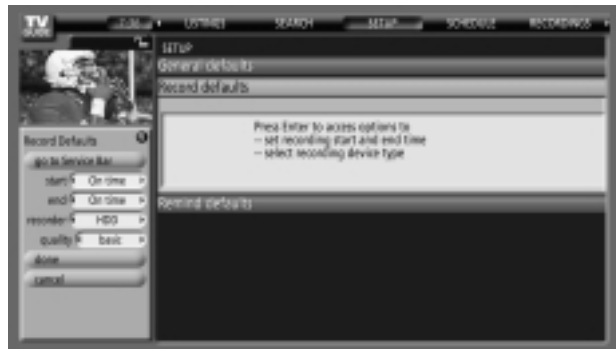 TV
GUIDE
LISTINGS SEARCH SETUP SCHEDULE RECORDINGS
SETUP
General defaults
Record defaults
Press Enter to access options to
-- set recording start and end time
-- select recording device type
Record Defaults
go to Service Bar
start On time
end On time
recorder HDD
quality basic
done
cancel
Remind defaults